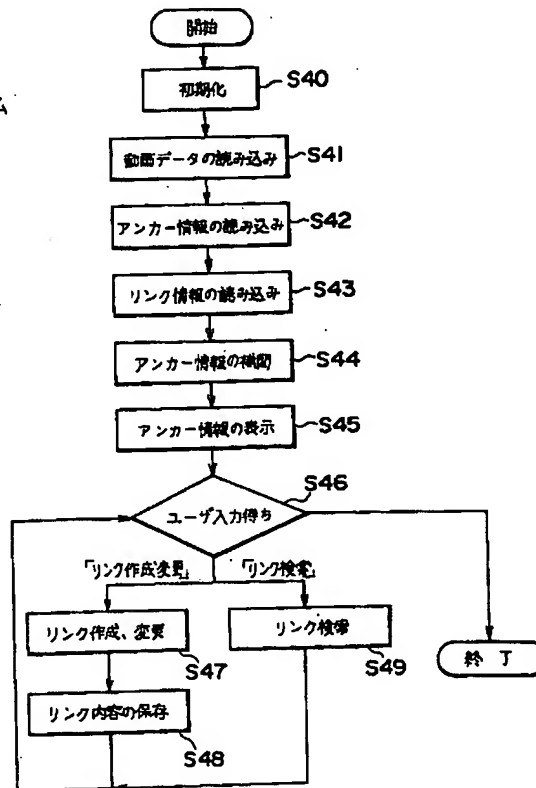 開始
初期化
S40
ム
動画データの読み込み
S41
アンカー情報の読み込み
S42
リンク情報の読み込み
S43
アンカー情報の補間
S44
アンカー情報の表示
S45
S46
ユーザ入力待ち
「リンク作成変更」 「リンク検索」
リンク作成、変更
S47
リンク検索
S49
終了
リンク内容の保存
S48